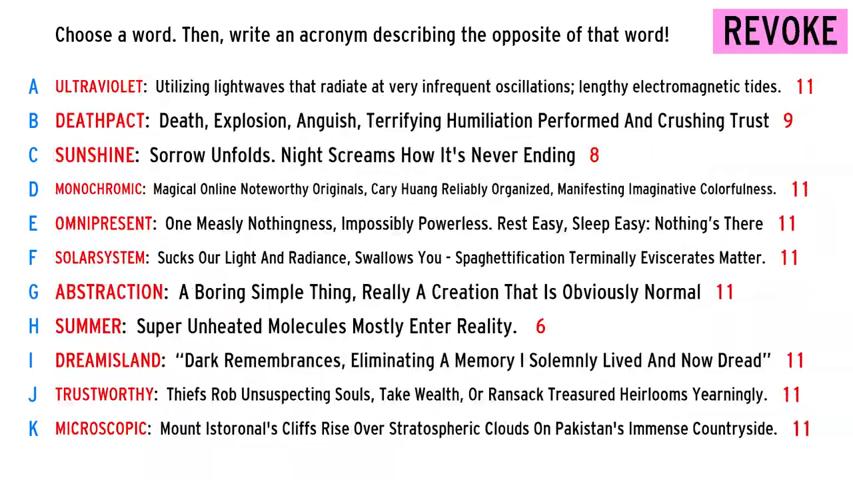 Choose a word. Then, write an acronym describing the opposite of that word!
REVOKE
A ULTRAVIOLET: Utilizing lightwaves that radiate at very infrequent oscillations; lengthy electromagnetic tides. 11
B DEATHPACT: Death, Explosion, Anguish, Terrifying Humiliation Performed And Crushing Trust 9
C SUNSHINE: Sorrow Unfolds. Night Screams How It's Never Ending 8
D MONOCHROMIC: Magical Online Noteworthy Originals, Cary Huang Reliably Organized, Manifesting Imaginative Colorfulness. 11
E OMNIPRESENT: One Measly Nothingness, Impossibly Powerless. Rest Easy, Sleep Easy: Nothing's There 11
F SOLARSYSTEM: Sucks Our Light And Radiance, Swallows You - Spaghettification Terminally Eviscerates Matter. 11
G ABSTRACTION: A Boring Simple Thing, Really A Creation That Is Obviously Normal 11
H SUMMER: Super Unheated Molecules Mostly Enter Reality. 6
I DREAMISLAND: “Dark Remembrances, Eliminating A Memory I Solemnly Lived And Now Dread” 11
J TRUSTWORTHY: Thiefs Rob Unsuspecting Souls, Take Wealth, Or Ransack Treasured Heirlooms Yearningly. 11
K MICROSCOPIC: Mount Istoronal's Cliffs Rise Over Stratospheric Clouds On Pakistan's Immense Countryside. 11